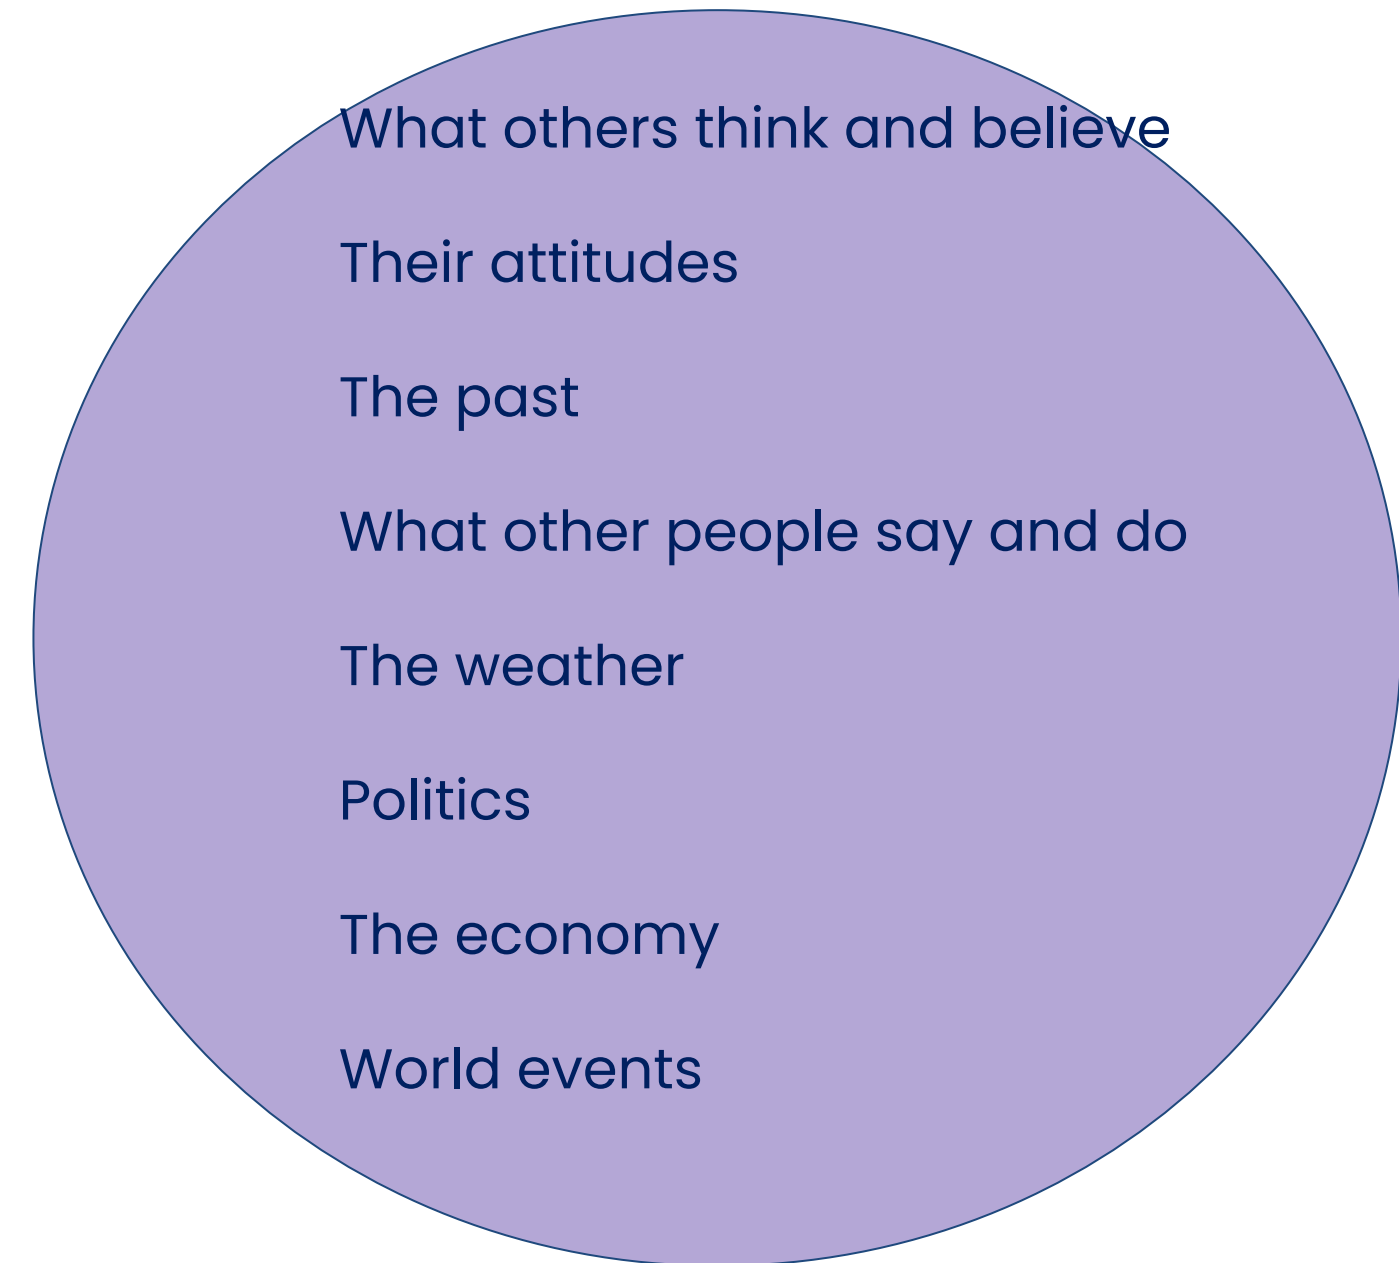 What others think and believe
Their attitudes
The past
What other people say and do
The weather
Politics
The economy
World events